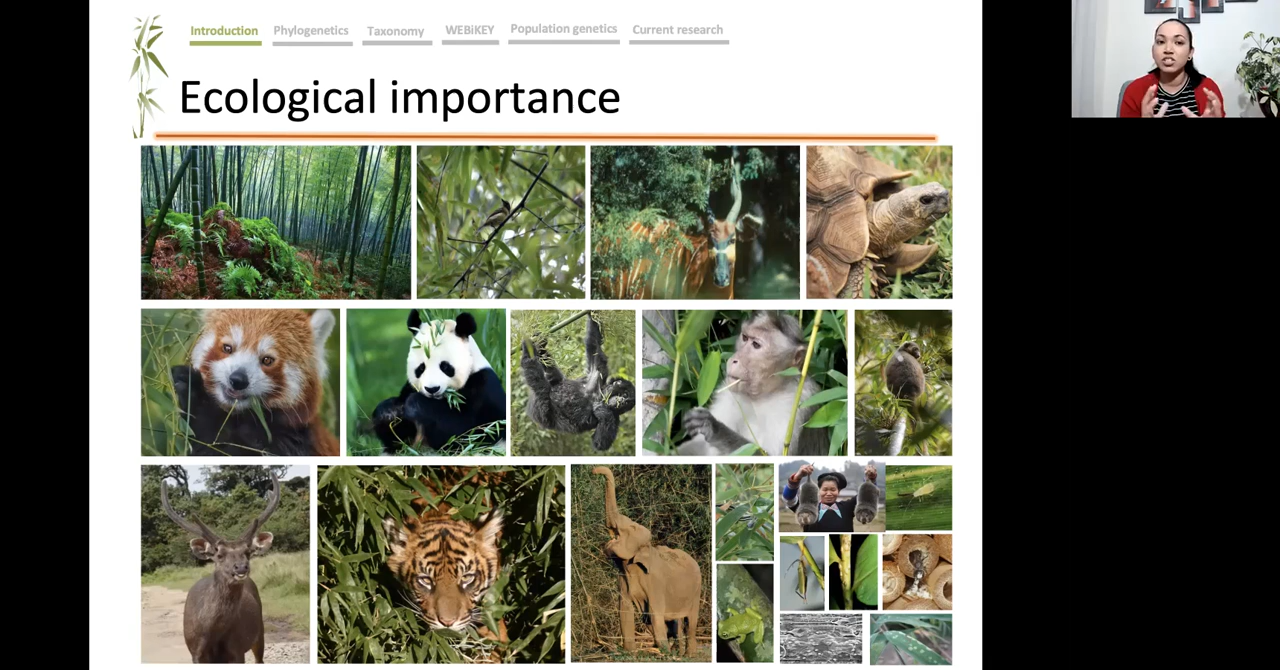 Introduction Phylogenetics Taxonomy WEBiKEY Population genetics Current research
Ecological importance